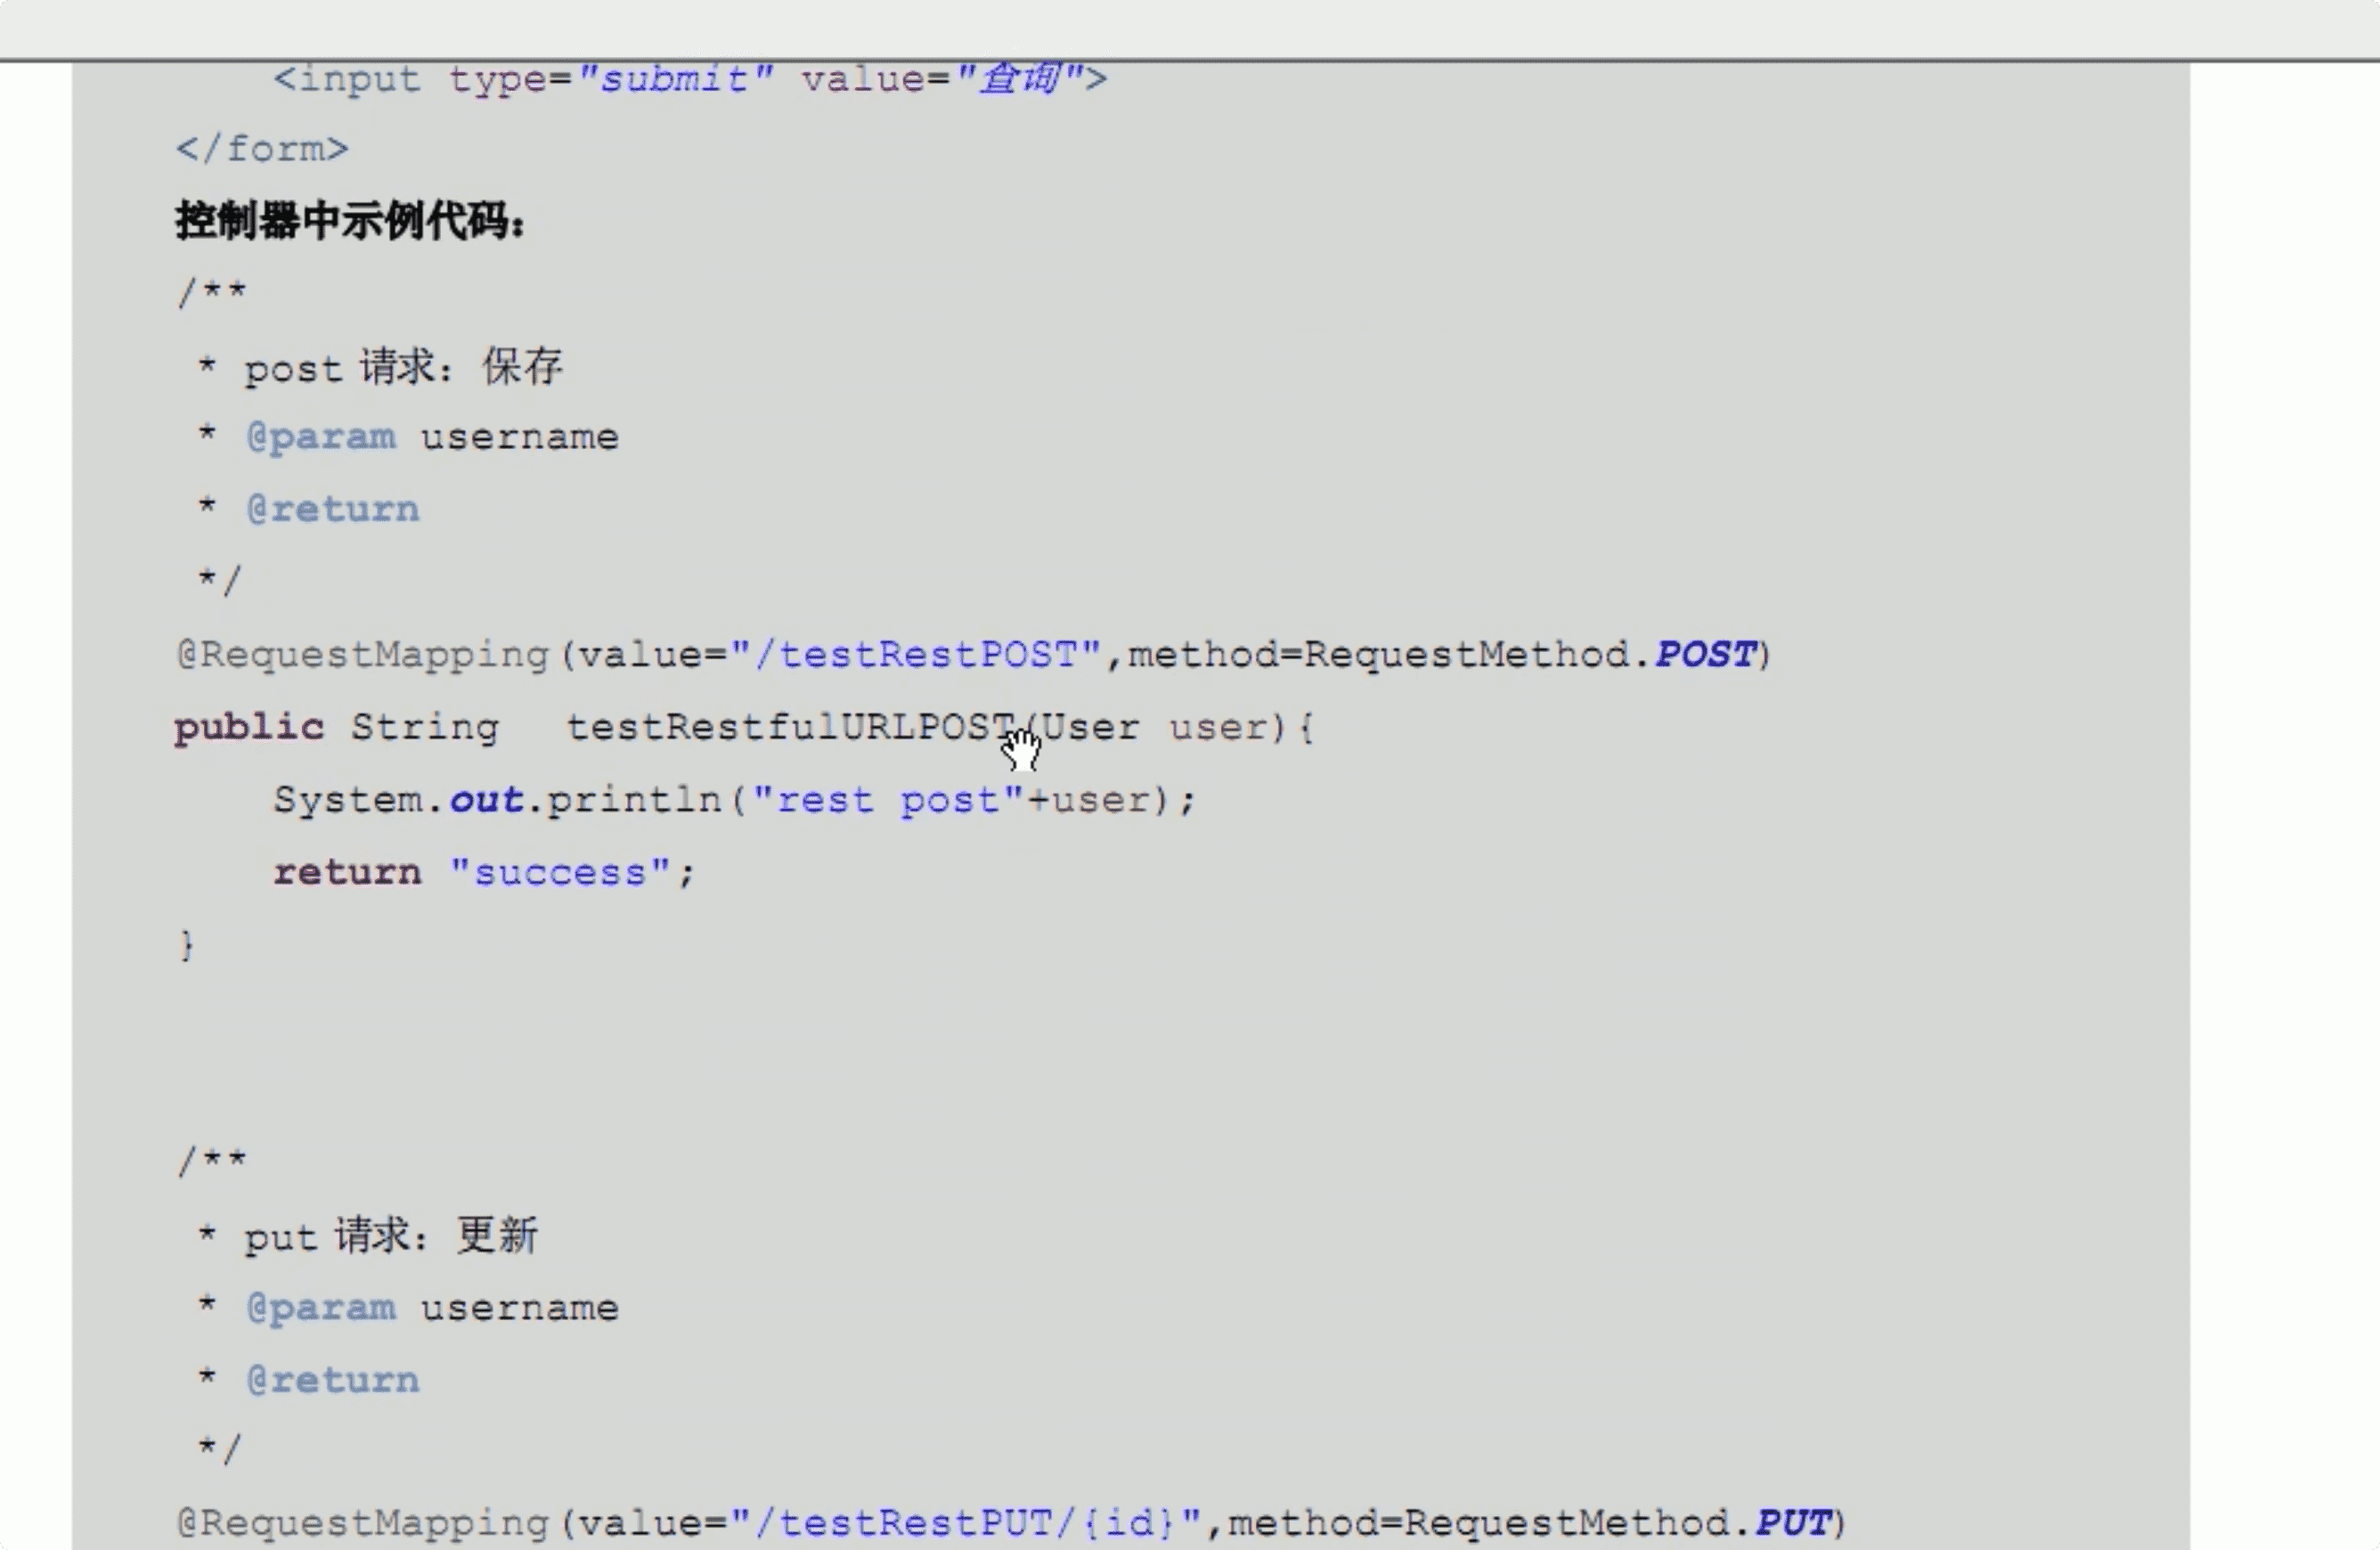 <input type="submit" value="查询">
</form>
控制器中示例代码：
/**
* post 请求：保存
* @param username
* @return
*/
@RequestMapping(value="/testRestPOST",method=RequestMethod.POST)
public String testRestfulURLPOST(User user){
System.out.println("rest post"+user);
return "success";
}
/**
* put 请求：更新
* @param username
* @return
*/
@RequestMapping(value="/testRestPUT/{id}",method=RequestMethod.PUT)